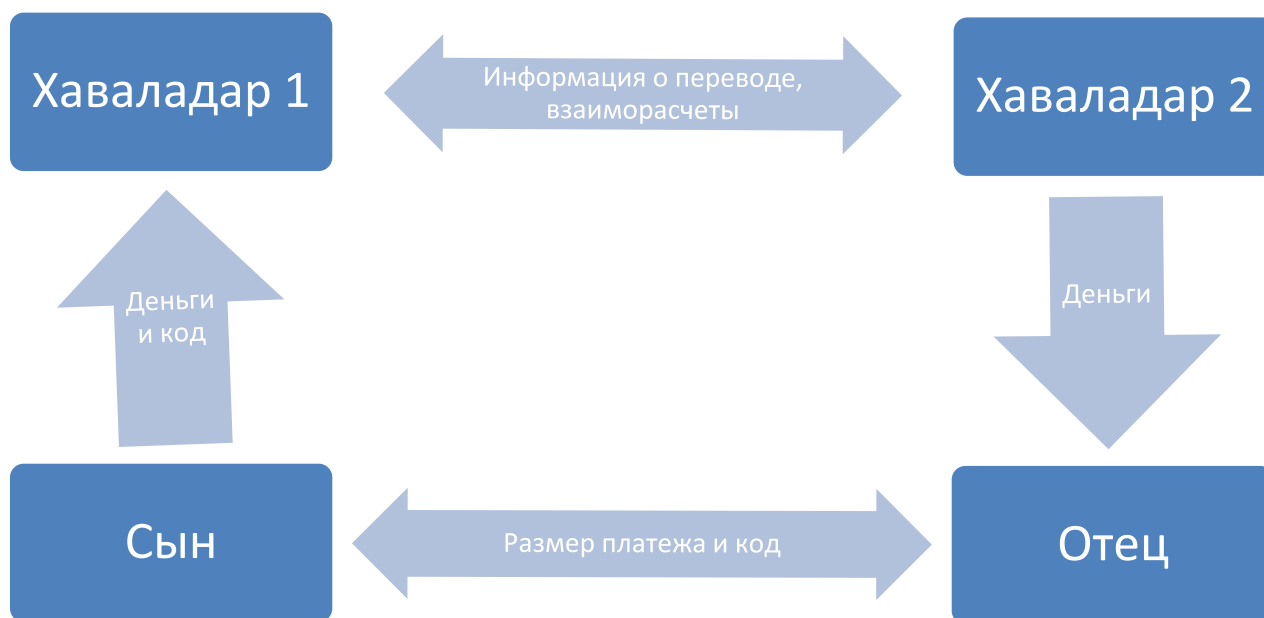 Хаваладар 1
Информация о переводе,
взаиморасчеты
Хаваладар 2
Деньги
и код
Деньги
Сын
Размер платежа и код
Отец